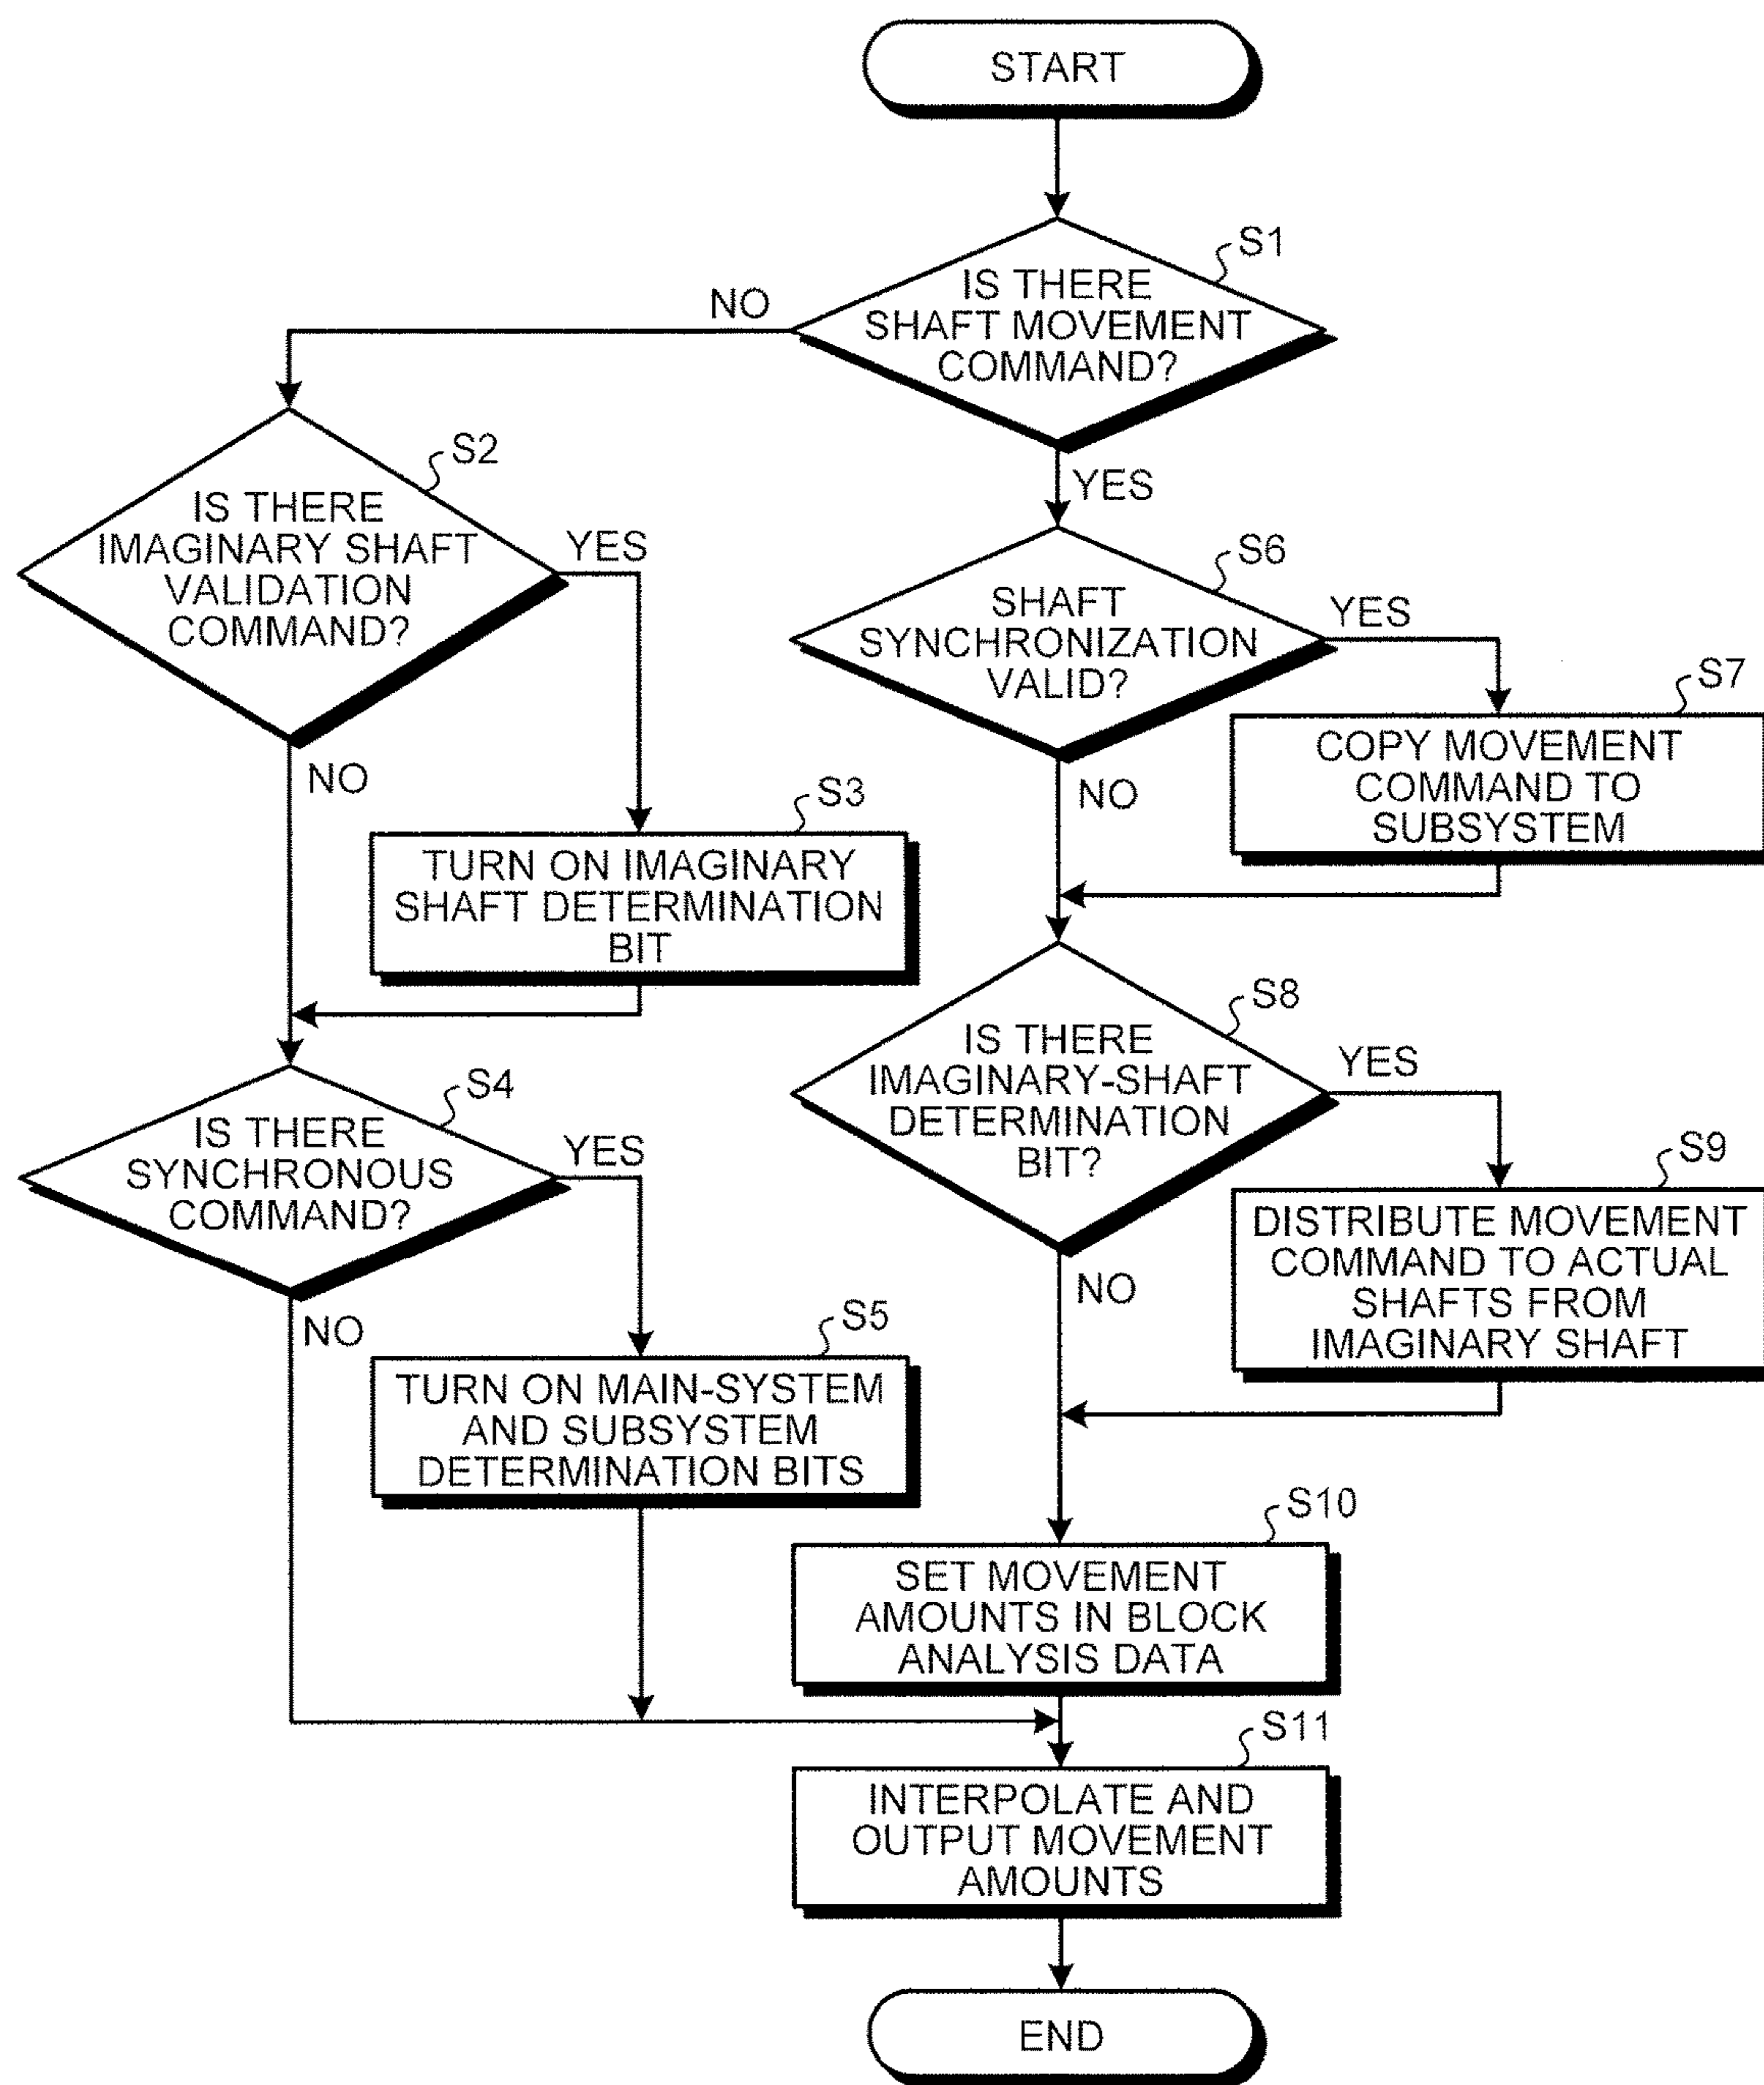 START
S1
IS THERE
SHAFT MOVEMENT
COMMAND?
NO
YES
S2
IS THERE
IMAGINARY SHAFT
VALIDATION
COMMAND?
YES
NO
S3
TURN ON IMAGINARY
SHAFT DETERMINATION
BIT
S4
IS THERE
SYNCHRONOUS
COMMAND?
YES
NO
S5
TURN ON MAIN-SYSTEM
AND SUBSYSTEM
DETERMINATION BITS
S6
SHAFT
SYNCHRONIZATION
VALID?
YES
NO
S7
COPY MOVEMENT
COMMAND TO
SUBSYSTEM
S8
IS THERE
IMAGINARY-SHAFT
DETERMINATION
BIT?
YES
NO
S9
DISTRIBUTE MOVEMENT
COMMAND TO ACTUAL
SHAFTS FROM
IMAGINARY SHAFT
S10
SET MOVEMENT
AMOUNTS IN BLOCK
ANALYSIS DATA
S11
INTERPOLATE AND
OUTPUT MOVEMENT
AMOUNTS
END